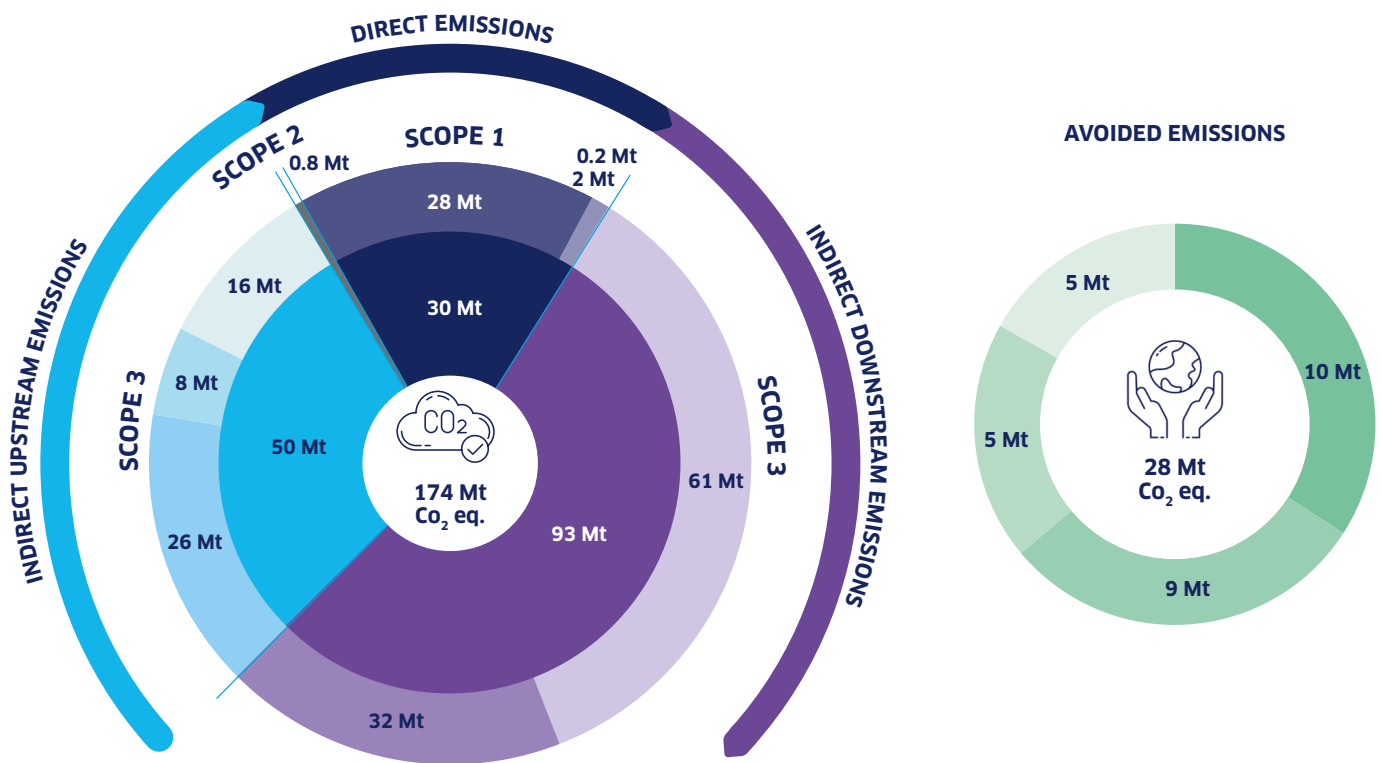 DIRECT EMISSIONS
SCOPE 2
0.8 Mt
SCOPE 1
0.2 Mt
2 Mt
28 Mt
30 Mt
INDIRECT UPSTREAM EMISSIONS
SCOPE 3
16 Mt
8 Mt
26 Mt
50 Mt
CO₂
174 Mt
Co₂ eq.
93 Mt
61 Mt
32 Mt
SCOPE 3
INDIRECT DOWNSTREAM EMISSIONS
AVOIDED EMISSIONS
5 Mt
10 Mt
5 Mt
28 Mt
Co₂ eq.
9 Mt